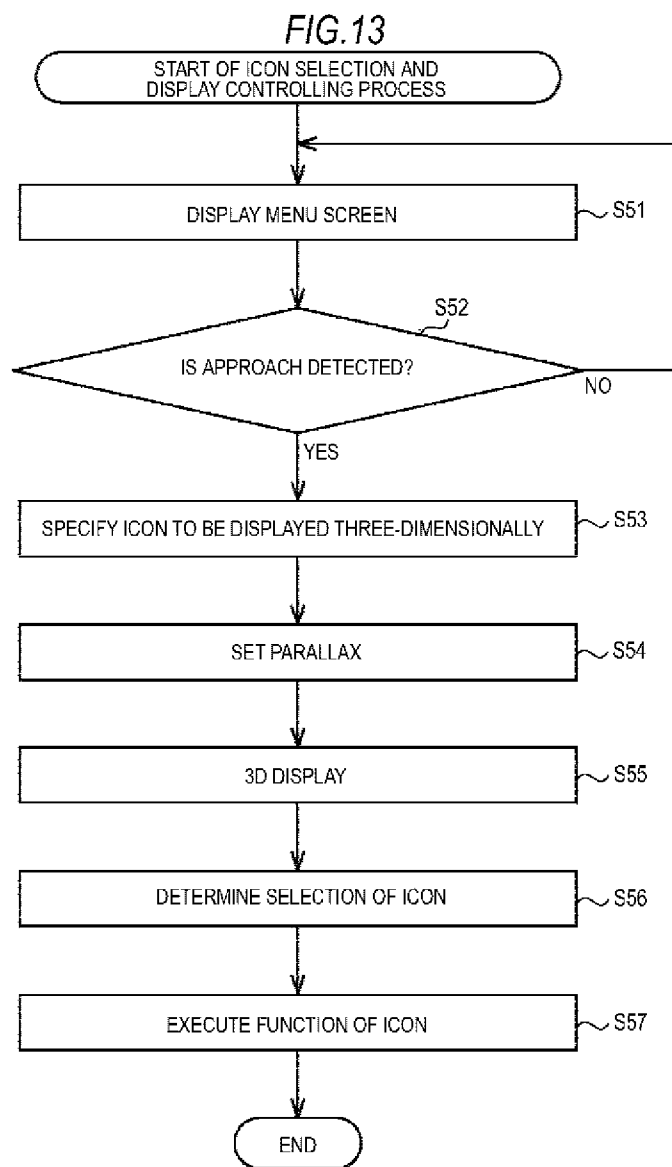 FIG.13
START OF ICON SELECTION AND
DISPLAY CONTROLLING PROCESS
DISPLAY MENU SCREEN
S51
S52
IS APPROACH DETECTED?
NO
YES
SPECIFY ICON TO BE DISPLAYED THREE-DIMENSIONALLY
S53
SET PARALLAX
S54
3D DISPLAY
S55
DETERMINE SELECTION OF ICON
S56
EXECUTE FUNCTION OF ICON
S57
END